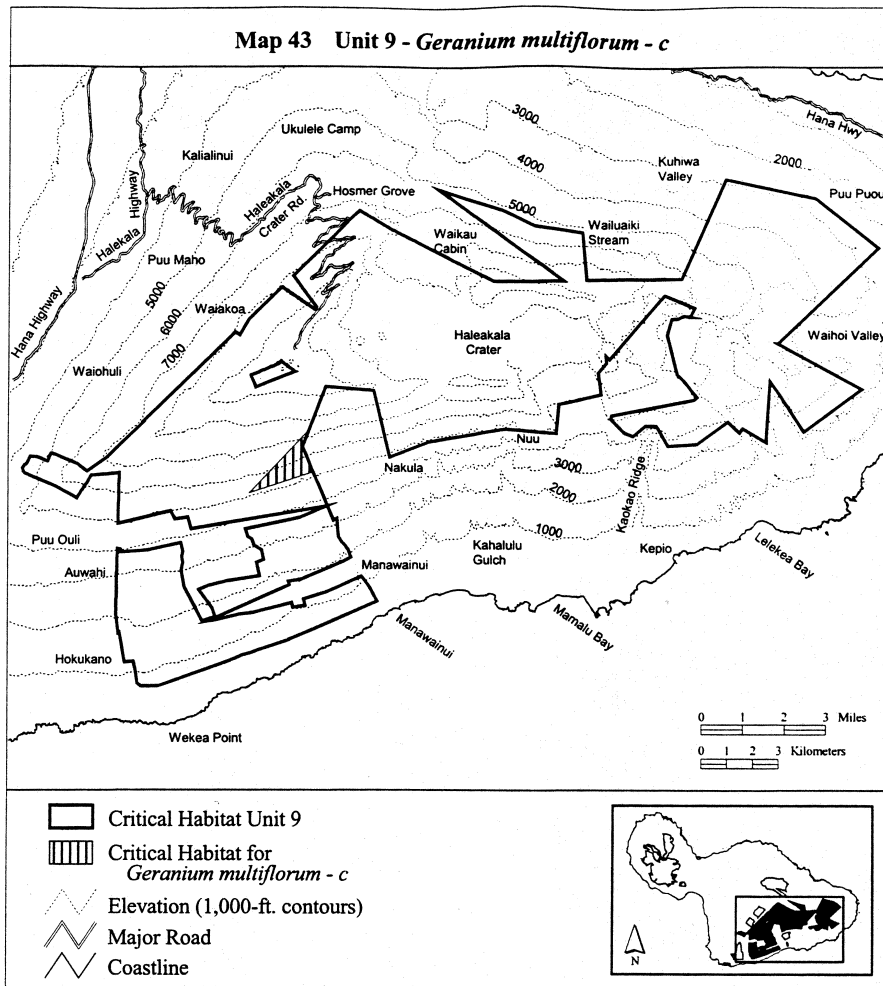 Map 43 Unit 9 - Geranium multiflorum - c
Hana Hwy
3000
Ukulele Camp
Kalialinui
4000
Kuhiwa
Valley
2000
Highway
Haleakala
Crater Rd.
Hosmer Grove
Puu Puou
5000
Wailuaiki
Stream
Waikau
Cabin
Halekala
Puu Maho
5000
6000
7000
Waiakoa
Hana Highway
Haleakala
Crater
Waihoi Valley
Waiohuli
Nuu
Nakula
3000
2000
1000
Kaokao Ridge
Puu Ouli
Auwahi
Manawainui
Kahalulu
Gulch
Kepio
Lelekea Bay
Mamalu Bay
Manawainui
Hokukano
Wekea Point
0 1 2 3 Miles
0 1 2 3 Kilometers
Critical Habitat Unit 9
Critical Habitat for
Geranium multiflorum - c
Elevation (1,000-ft. contours)
Major Road
Coastline
N